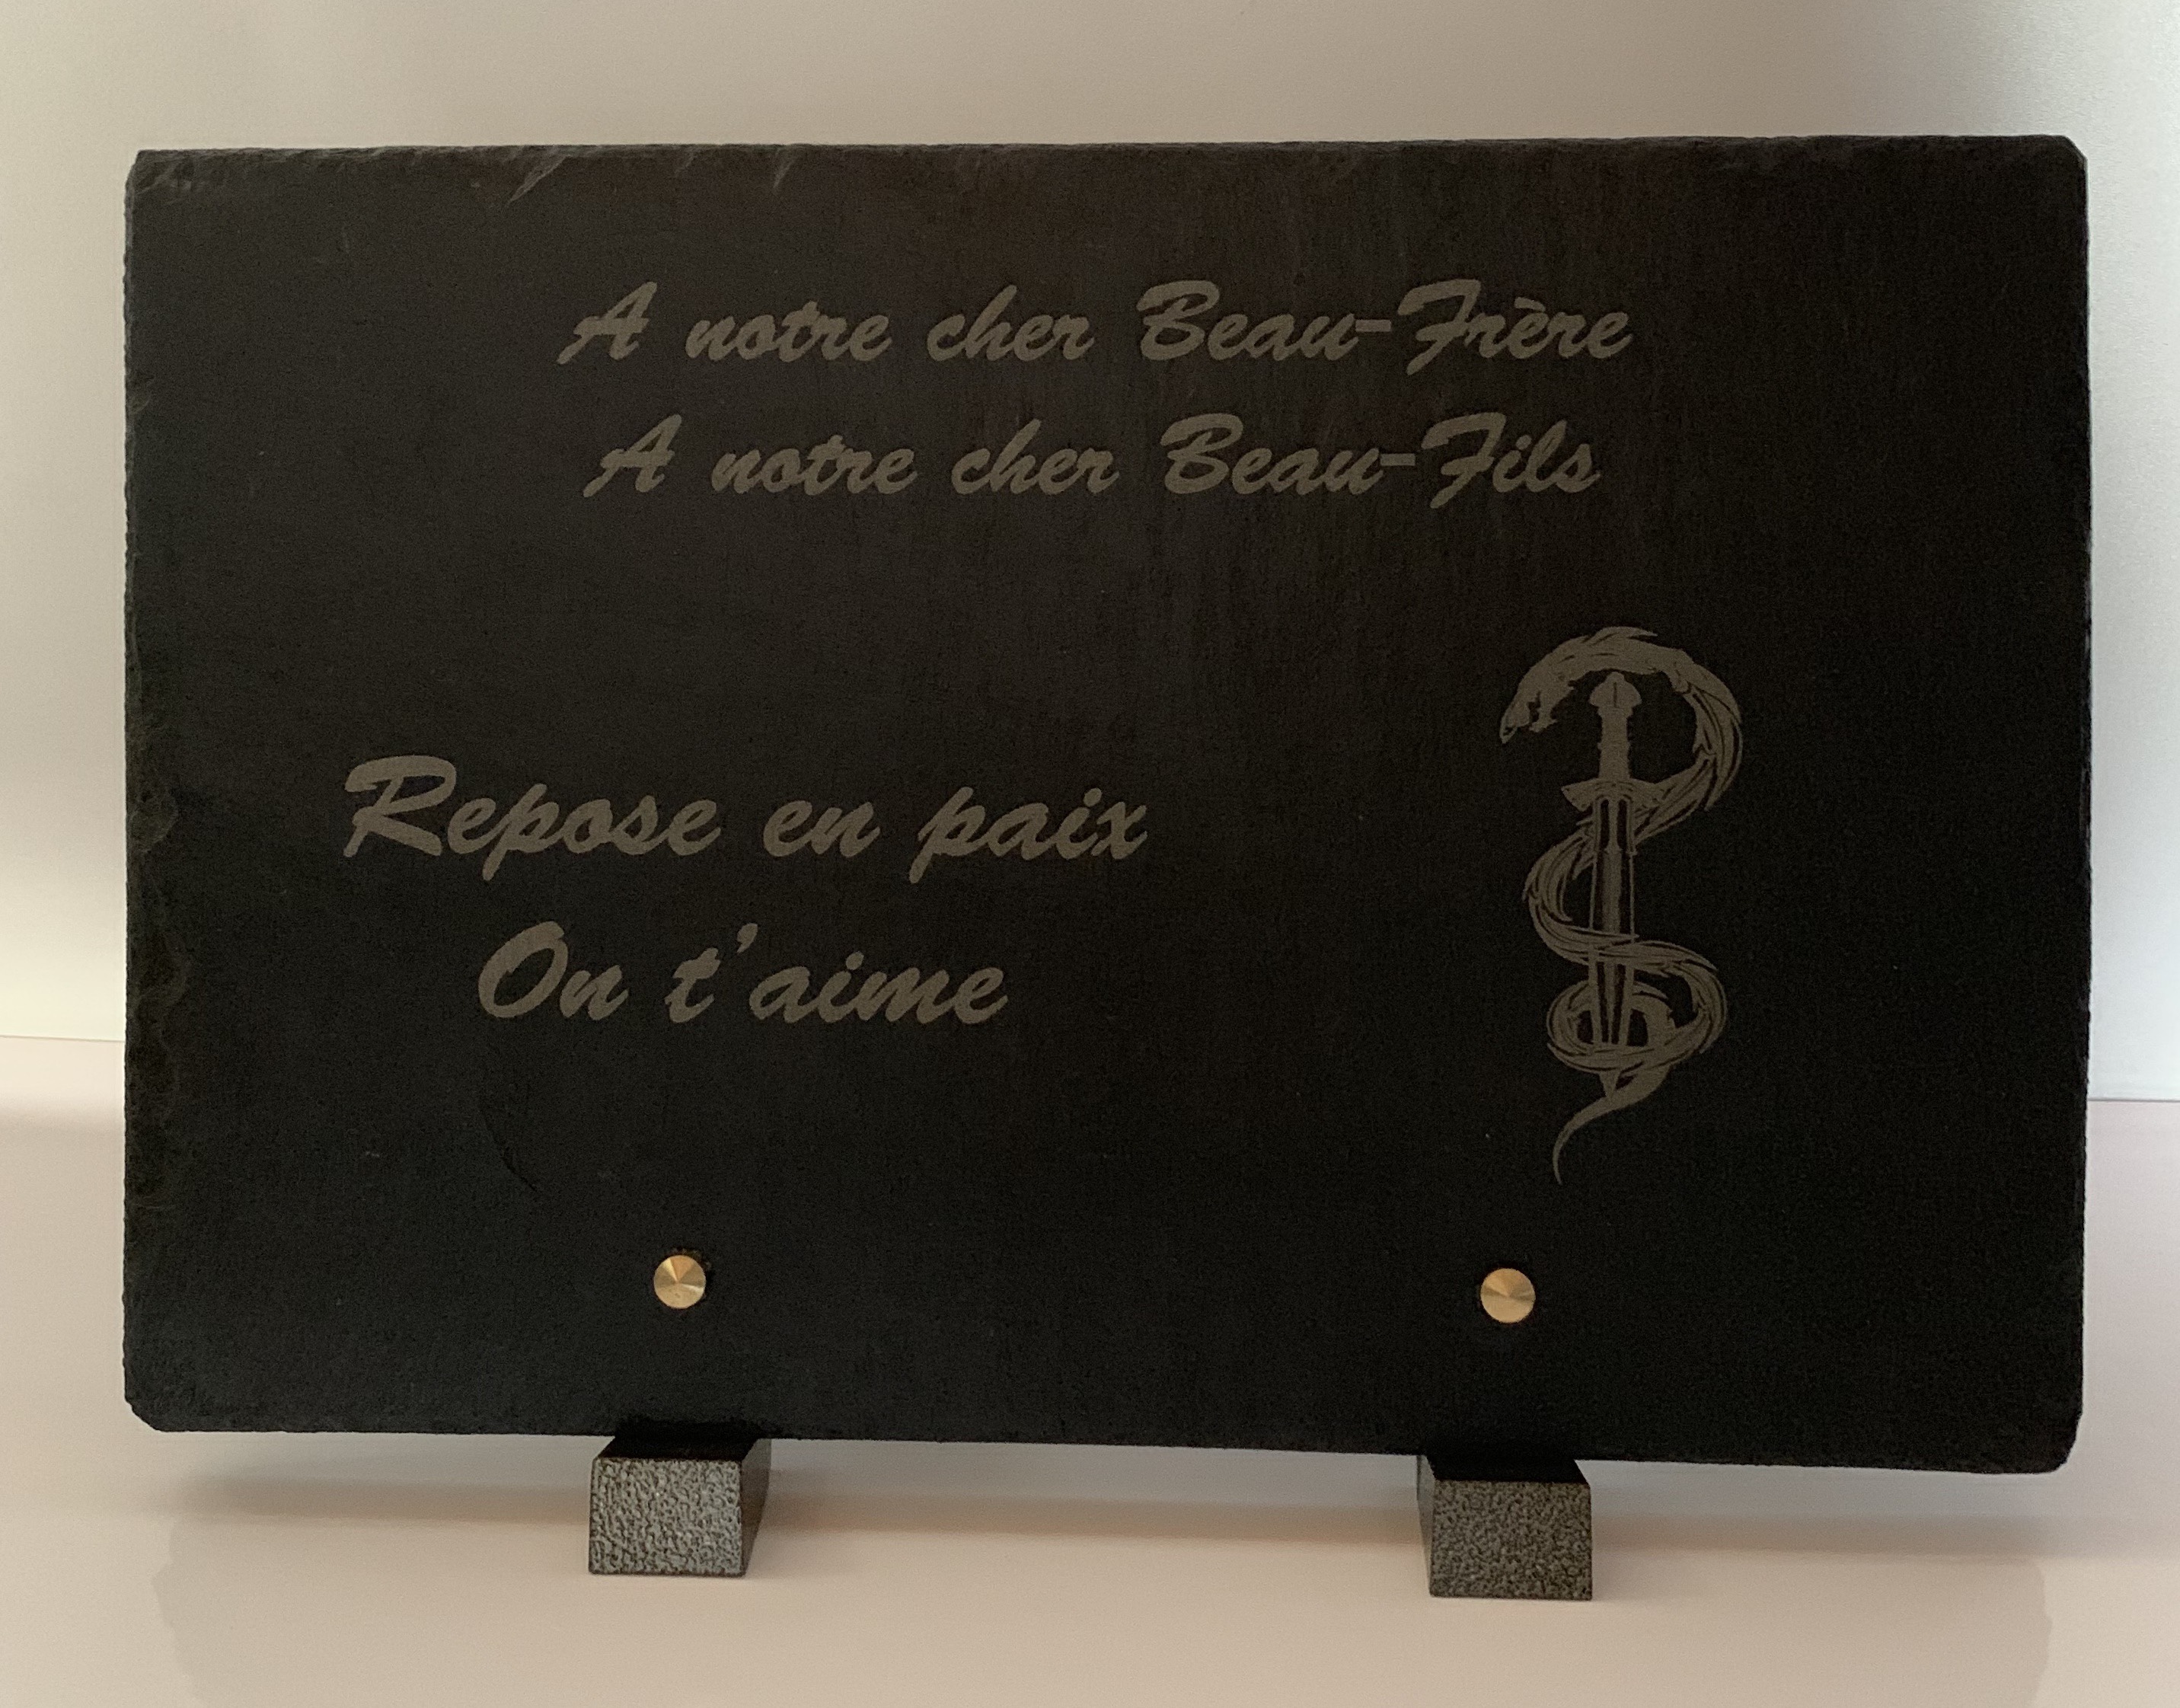 A notre cher Beau-Frère
A notre cher Beau-Fils
Repose en paix
On t'aime